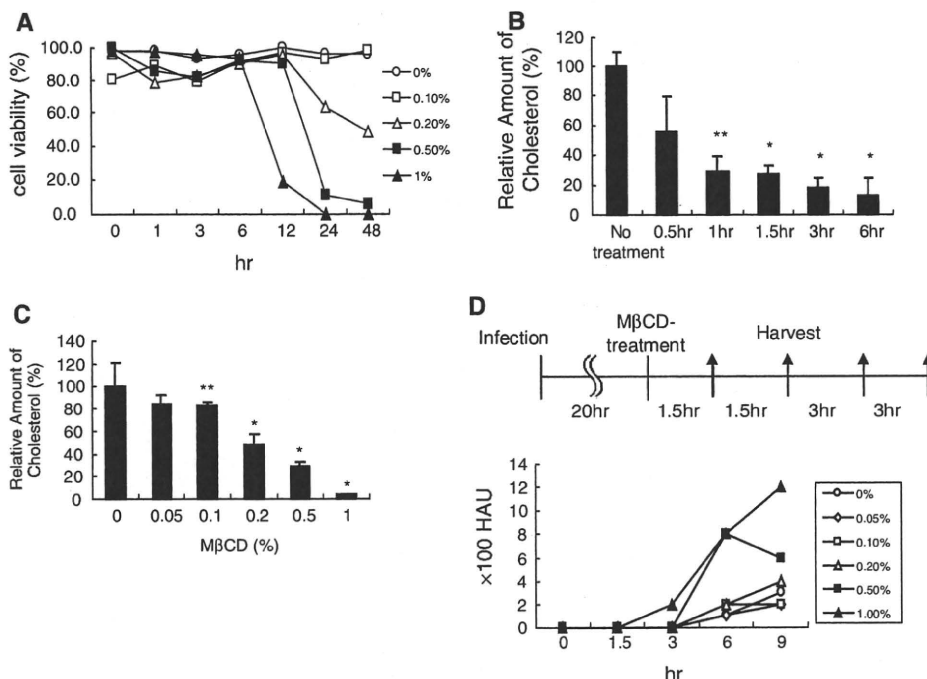 A
cell viability (%)
100.0
80.0
60.0
40.0
20.0
0.0
0 1 3 6 12 24 48
hr
0%
0.10%
0.20%
0.50%
1%
B
Relative Amount of
Cholesterol (%)
120
100
80
60
40
20
0
** * * *
No treatment 0.5hr 1hr 1.5hr 3hr 6hr
C
Relative Amount of
Cholesterol (%)
140
120
100
80
60
40
20
0
** * * *
0 0.05 0.1 0.2 0.5 1
MβCD (%)
D
Infection
MβCD-
treatment
Harvest
20hr 1.5hr 1.5hr 3hr 3hr
×100 HAU
14
12
10
8
6
4
2
0
0 1.5 3 6 9
hr
0%
0.05%
0.10%
0.20%
0.50%
1.00%